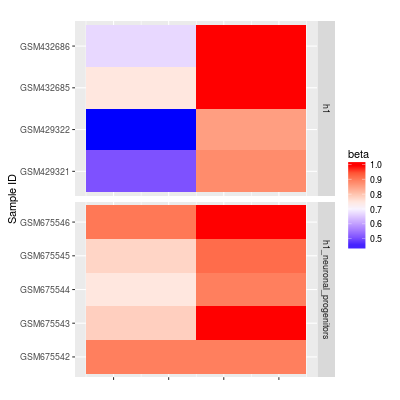 Sample ID
GSM432686
GSM432685
GSM429322
GSM429321
h1
GSM675546
GSM675545
GSM675544
GSM675543
GSM675542
h1_neuronal_progenitors
beta
1.0
0.9
0.8
0.7
0.6
0.5